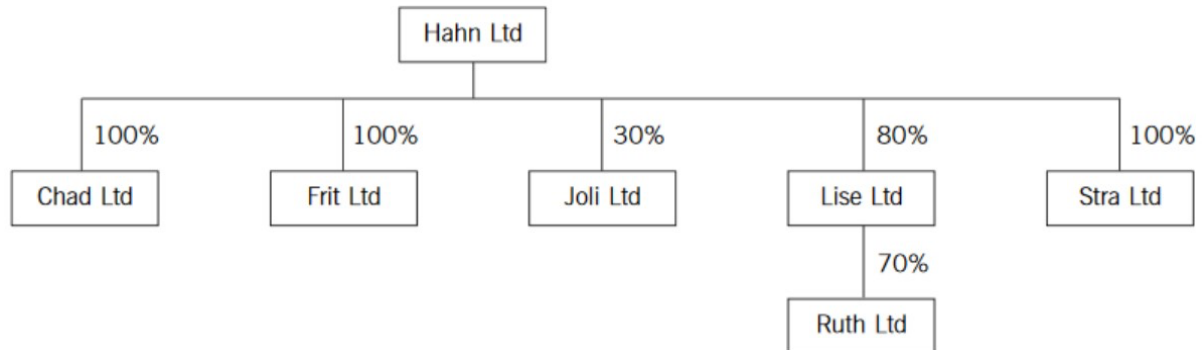 Hahn Ltd
100% 100% 30% 80% 100%
Chad Ltd Frit Ltd Joli Ltd Lise Ltd Stra Ltd
70%
Ruth Ltd